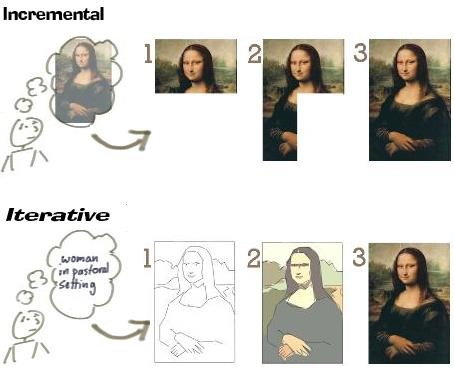 Incremental
1 2 3
Iterative
woman
in pastoral
setting
1 2 3